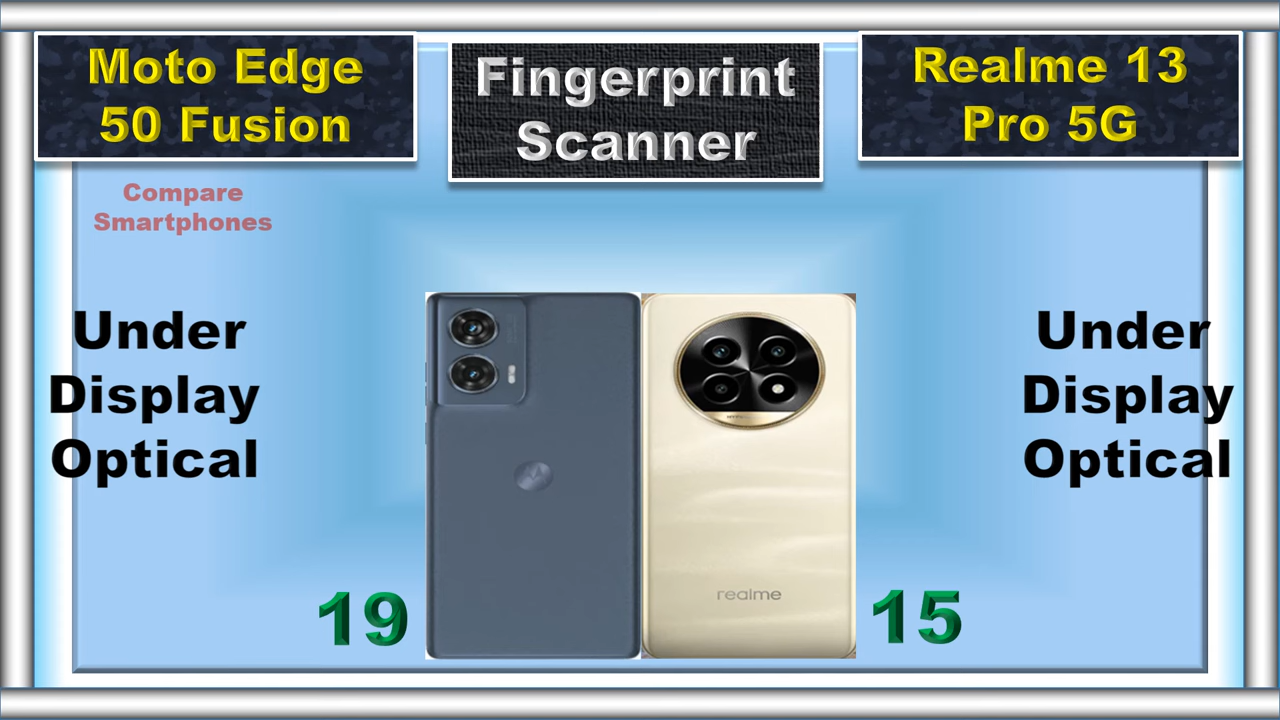 Moto Edge
50 Fusion
Fingerprint
Scanner
Realme 13
Pro 5G
Compare
Smartphones
Under
Display
Optical
Under
Display
Optical
realme
19
15